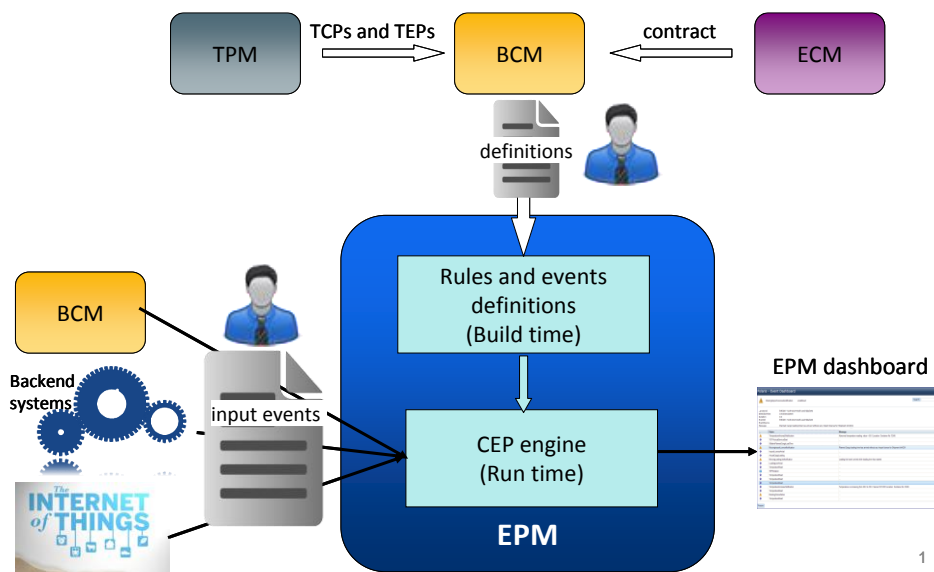 TPM
TCPs and TEPs
BCM
contract
ECM
definitions
Rules and events
definitions
(Build time)
BCM
Backend
systems
input events
The
INTERNET
of THINGS
CEP engine
(Run time)
EPM
EPM dashboard
1